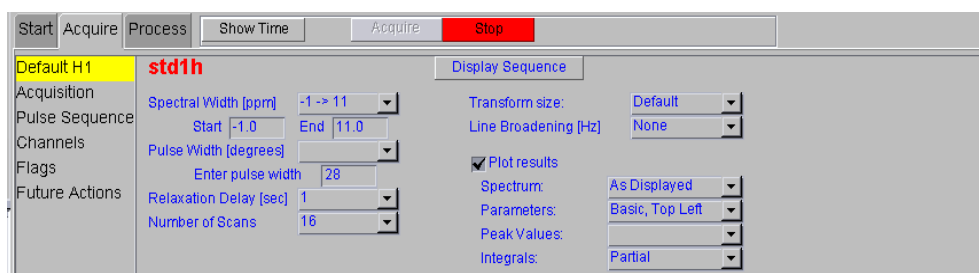 Start Acquire Process Show Time Acquire Stop
Default H1 std1h Display Sequence
Acquisition
Pulse Sequence
Channels
Flags
Future Actions
Spectral Width [ppm] -1 -> 11
Start -1.0 End 11.0
Pulse Width [degrees]
Enter pulse width 28
Relaxation Delay [sec] 1
Number of Scans 16
Transform size: Default
Line Broadening [Hz] None
Plot results
Spectrum: As Displayed
Parameters: Basic, Top Left
Peak Values:
Integrals: Partial